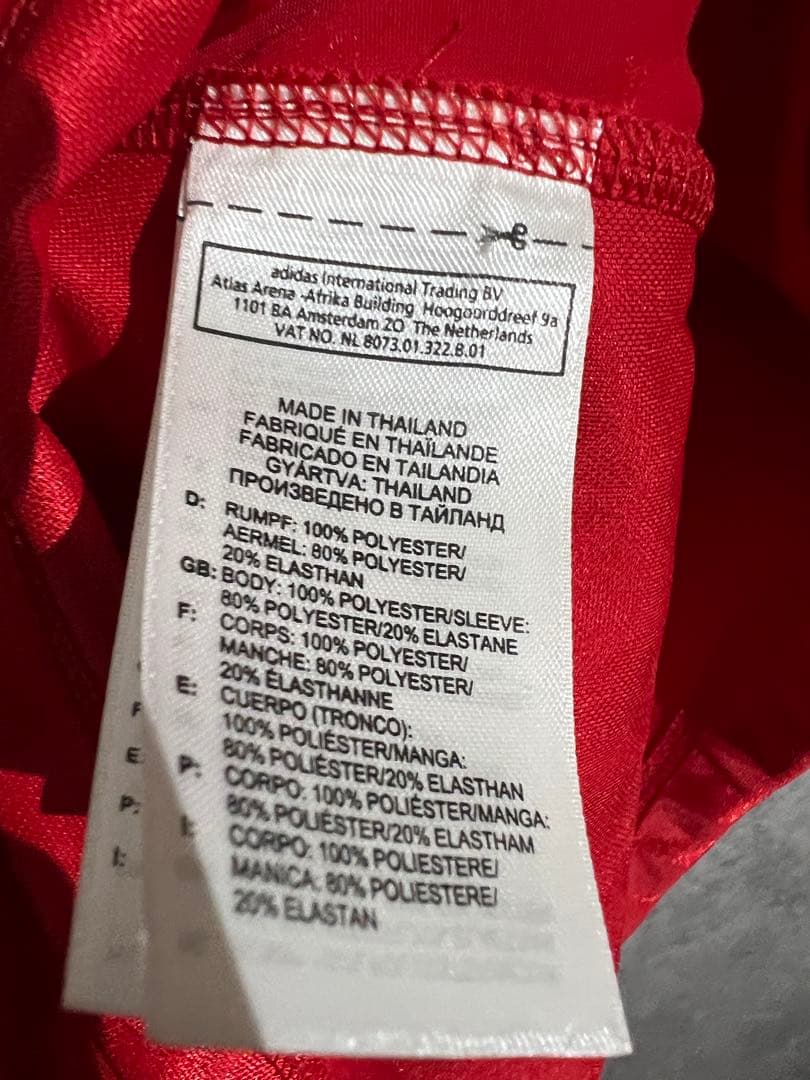 adidas International Trading BV
Atlas Arena -Afrika Building Hoogoorddreef 9a
1101 BA Amsterdam ZO The Netherlands
VAT NO. NL 8073.01.322.B.01
MADE IN THAILAND
FABRIQUÉ EN THAÏLANDE
FABRICADO EN TAILANDIA
GYÁRTVA: THAILAND
ПРОИЗВЕДЕНО В ТАЙЛАНД
D: RUMPF: 100% POLYESTER/
AERMEL: 80% POLYESTER/
20% ELASTHAN
GB: BODY: 100% POLYESTER/SLEEVE:
80% POLYESTER/20% ELASTANE
F: CORPS: 100% POLYESTER/
MANCHE: 80% POLYESTER/
20% ÉLASTHANNE
E: CUERPO (TRONCO):
100% POLIÉSTER/MANGA:
80% POLIÉSTER/20% ELASTHAN
P: CORPO: 100% POLIÉSTER/MANGA:
80% POLIÉSTER/20% ELASTHAM
I: CORPO: 100% POLIESTERE/
MANICA: 80% POLIESTERE/
20% ELASTAN
F
E
P:
I: